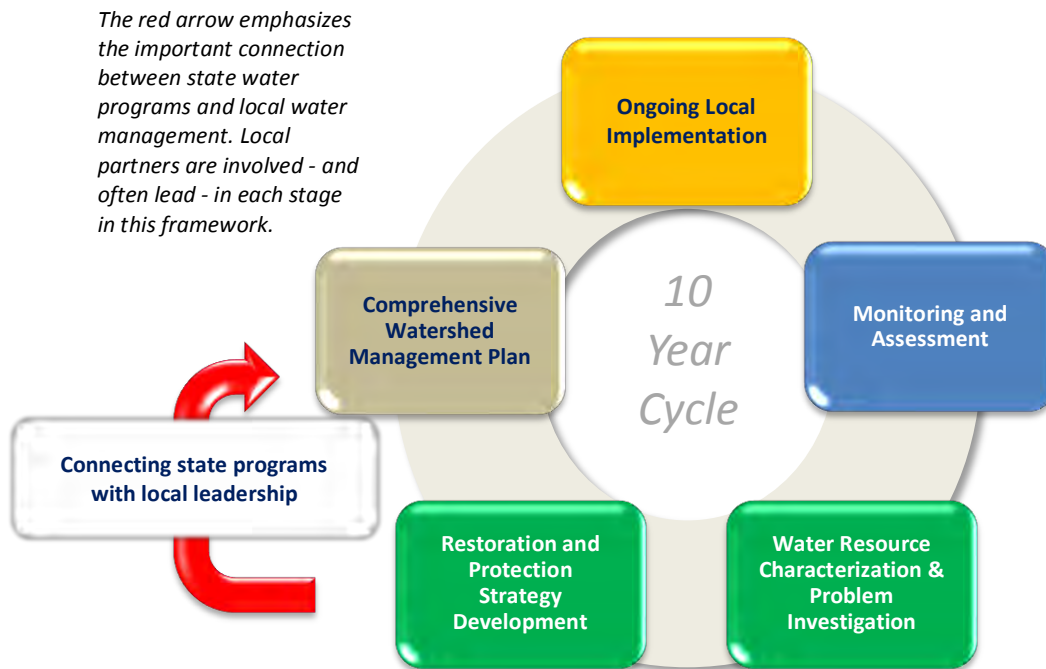 The red arrow emphasizes
the important connection
between state water
programs and local water
management. Local
partners are involved - and
often lead - in each stage
in this framework.
Ongoing Local
Implementation
Comprehensive
Watershed
Management Plan
10
Year
Cycle
Monitoring and
Assessment
Connecting state programs
with local leadership
Restoration and
Protection
Strategy
Development
Water Resource
Characterization &
Problem
Investigation